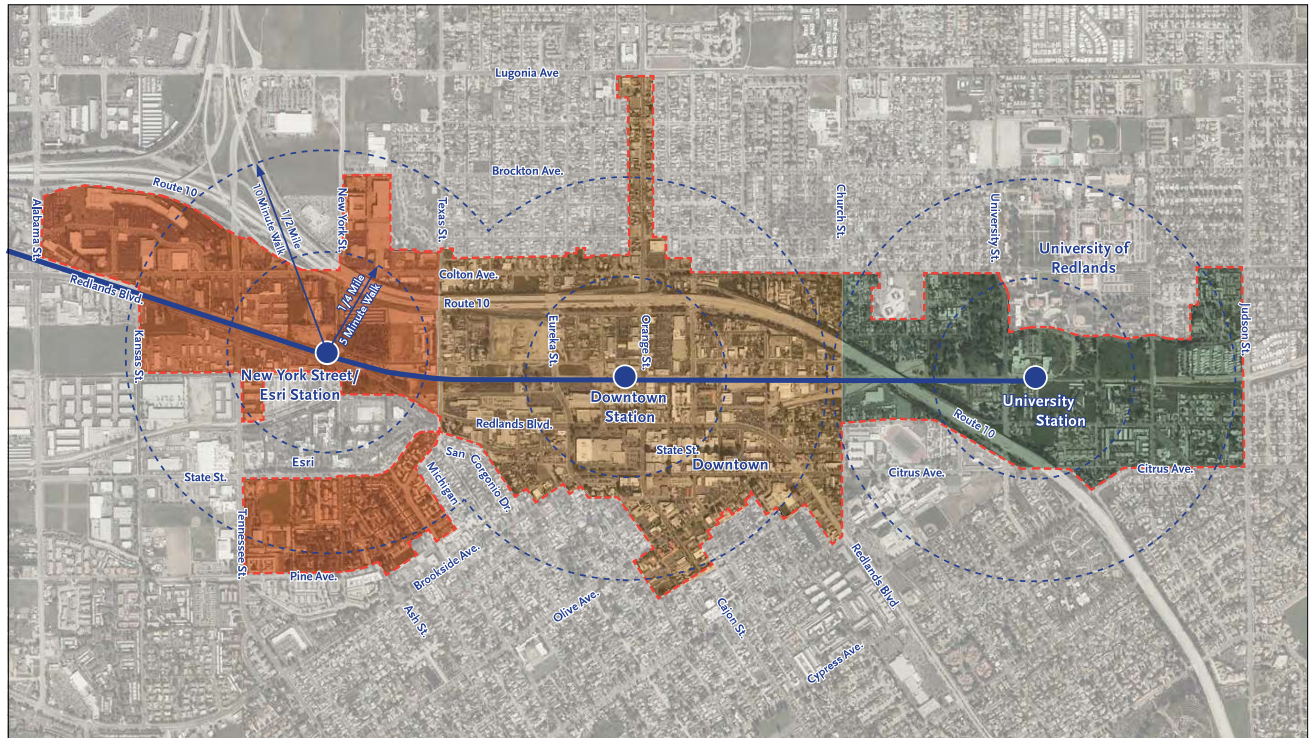 Lugonia Ave
Brockton Ave.
Route 10
1/2 Mile
10 Minute Walk
New York St.
Texas St.
Church St.
University St.
Alabama St.
University of
Redlands
Colton Ave.
Redlands Blvd.
1/4 Mile
5 Minute Walk
Route 10
Kansas St.
Eureka St.
Orange St.
Judson St.
New York Street/
Esri Station
Downtown
Station
University
Station
Redlands Blvd.
Route 10
State St.
Downtown
San Gorgonio Dr.
Esri
State St.
Michigan
Citrus Ave.
Citrus Ave.
Tennessee St.
Pine Ave.
Brookside Ave.
Redlands Blvd
Ash St.
Olive Ave.
Cajon St.
Cypress Ave.